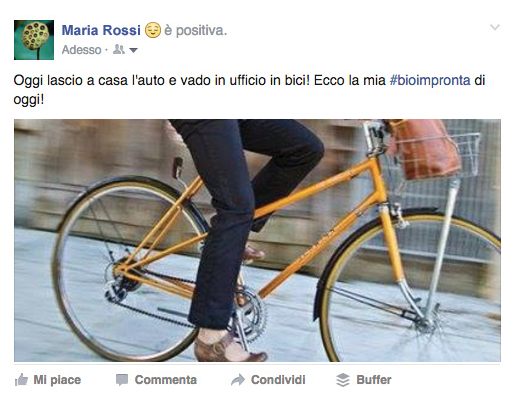 Maria Rossi è positiva.
Adesso ·
Oggi lascio a casa l'auto e vado in ufficio in bici! Ecco la mia #bioimpronta di
oggi!
Mi piace Commenta Condividi Buffer